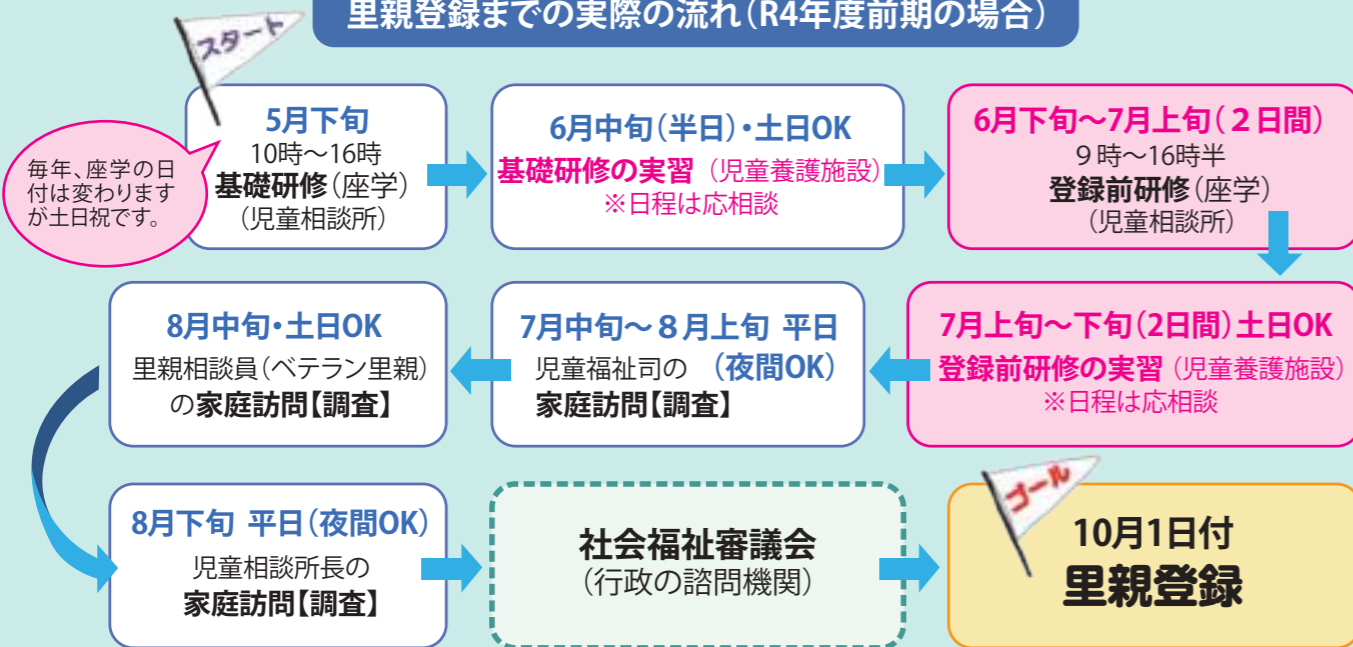 里親登録までの実際の流れ(R4年度前期の場合)
スタート
毎年、座学の日
付は変わります
が土日祝です。
5月下旬
10時~16時
基礎研修(座学)
(児童相談所)
6月中旬(半日)・土日OK
基礎研修の実習(児童養護施設)
※日程は応相談
6月下旬~7月上旬(2日間)
9時~16時半
登録前研修(座学)
(児童相談所)
7月上旬~下旬(2日間)土日OK
登録前研修の実習(児童養護施設)
※日程は応相談
7月中旬~8月上旬 平日
児童福祉司の (夜間OK)
家庭訪問【調査】
8月中旬・土日OK
里親相談員(ベテラン里親)
の家庭訪問【調査】
8月下旬 平日(夜間OK)
児童相談所長の
家庭訪問【調査】
社会福祉審議会
(行政の諮問機関)
ゴール
10月1日付
里親登録